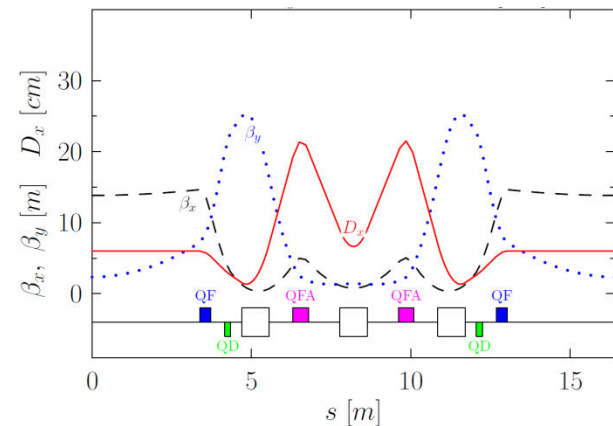 βx, βy [m] Dx [cm]
30
20
10
0
βy
βx
Dx
QF QFA QFA QF
QD QD
0 5 10 15
s [m]